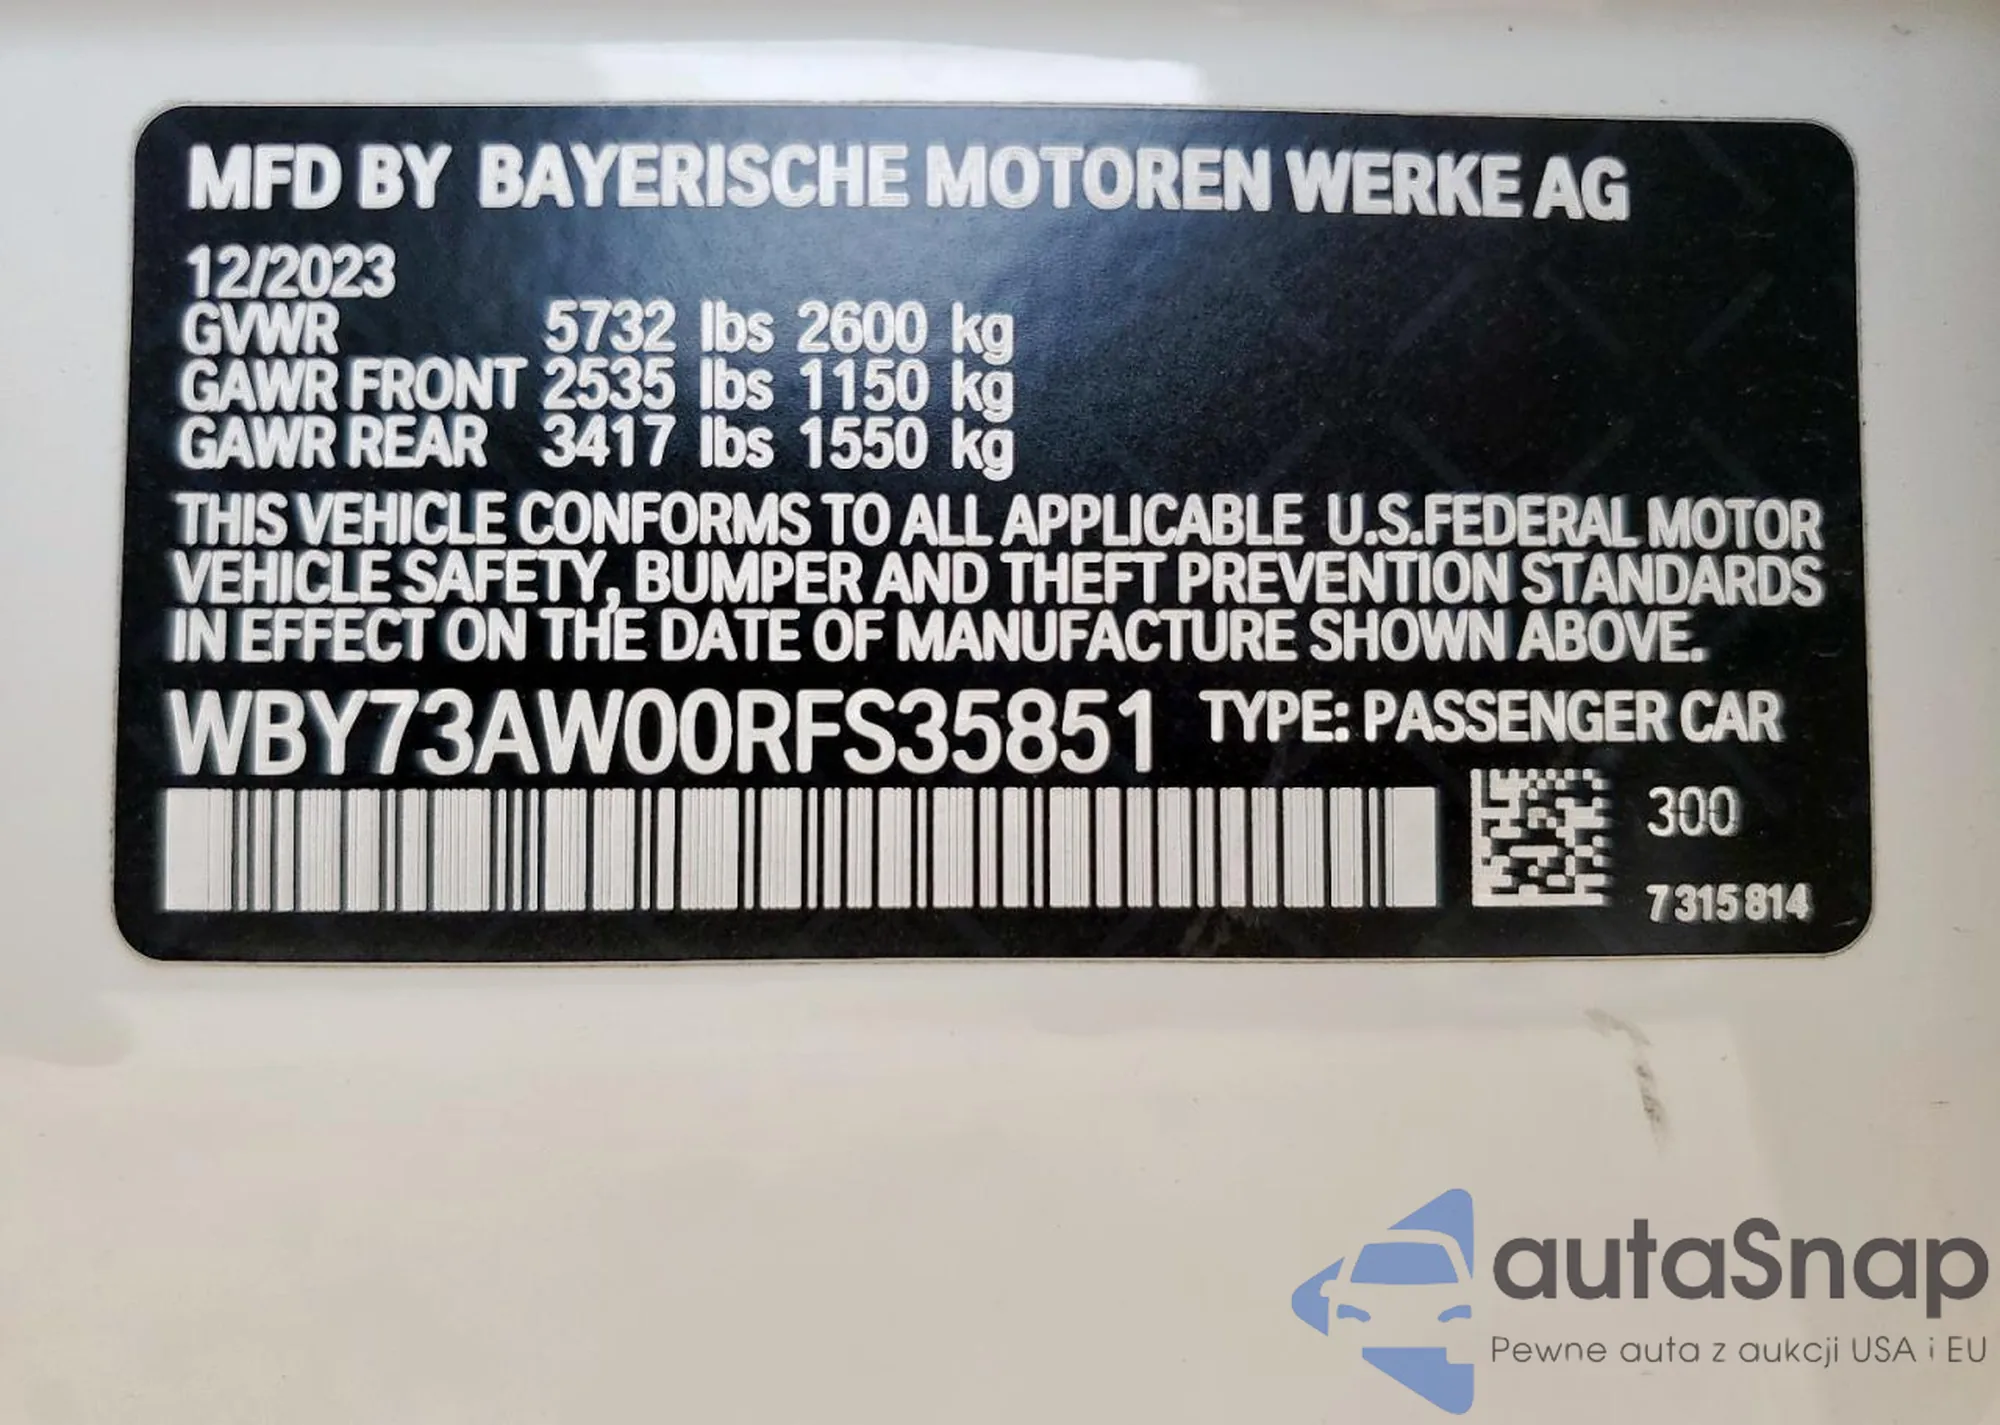 MFD BY BAYERISCHE MOTOREN WERKE AG
12/2023
GVWR 5732 lbs 2600 kg
GAWR FRONT 2535 lbs 1150 kg
GAWR REAR 3417 lbs 1550 kg
THIS VEHICLE CONFORMS TO ALL APPLICABLE U.S.FEDERAL MOTOR
VEHICLE SAFETY, BUMPER AND THEFT PREVENTION STANDARDS
IN EFFECT ON THE DATE OF MANUFACTURE SHOWN ABOVE.
WBY73AW00RFS35851 TYPE: PASSENGER CAR
300
7315814
autaSnap
Pewne auta z aukcji USA i EU